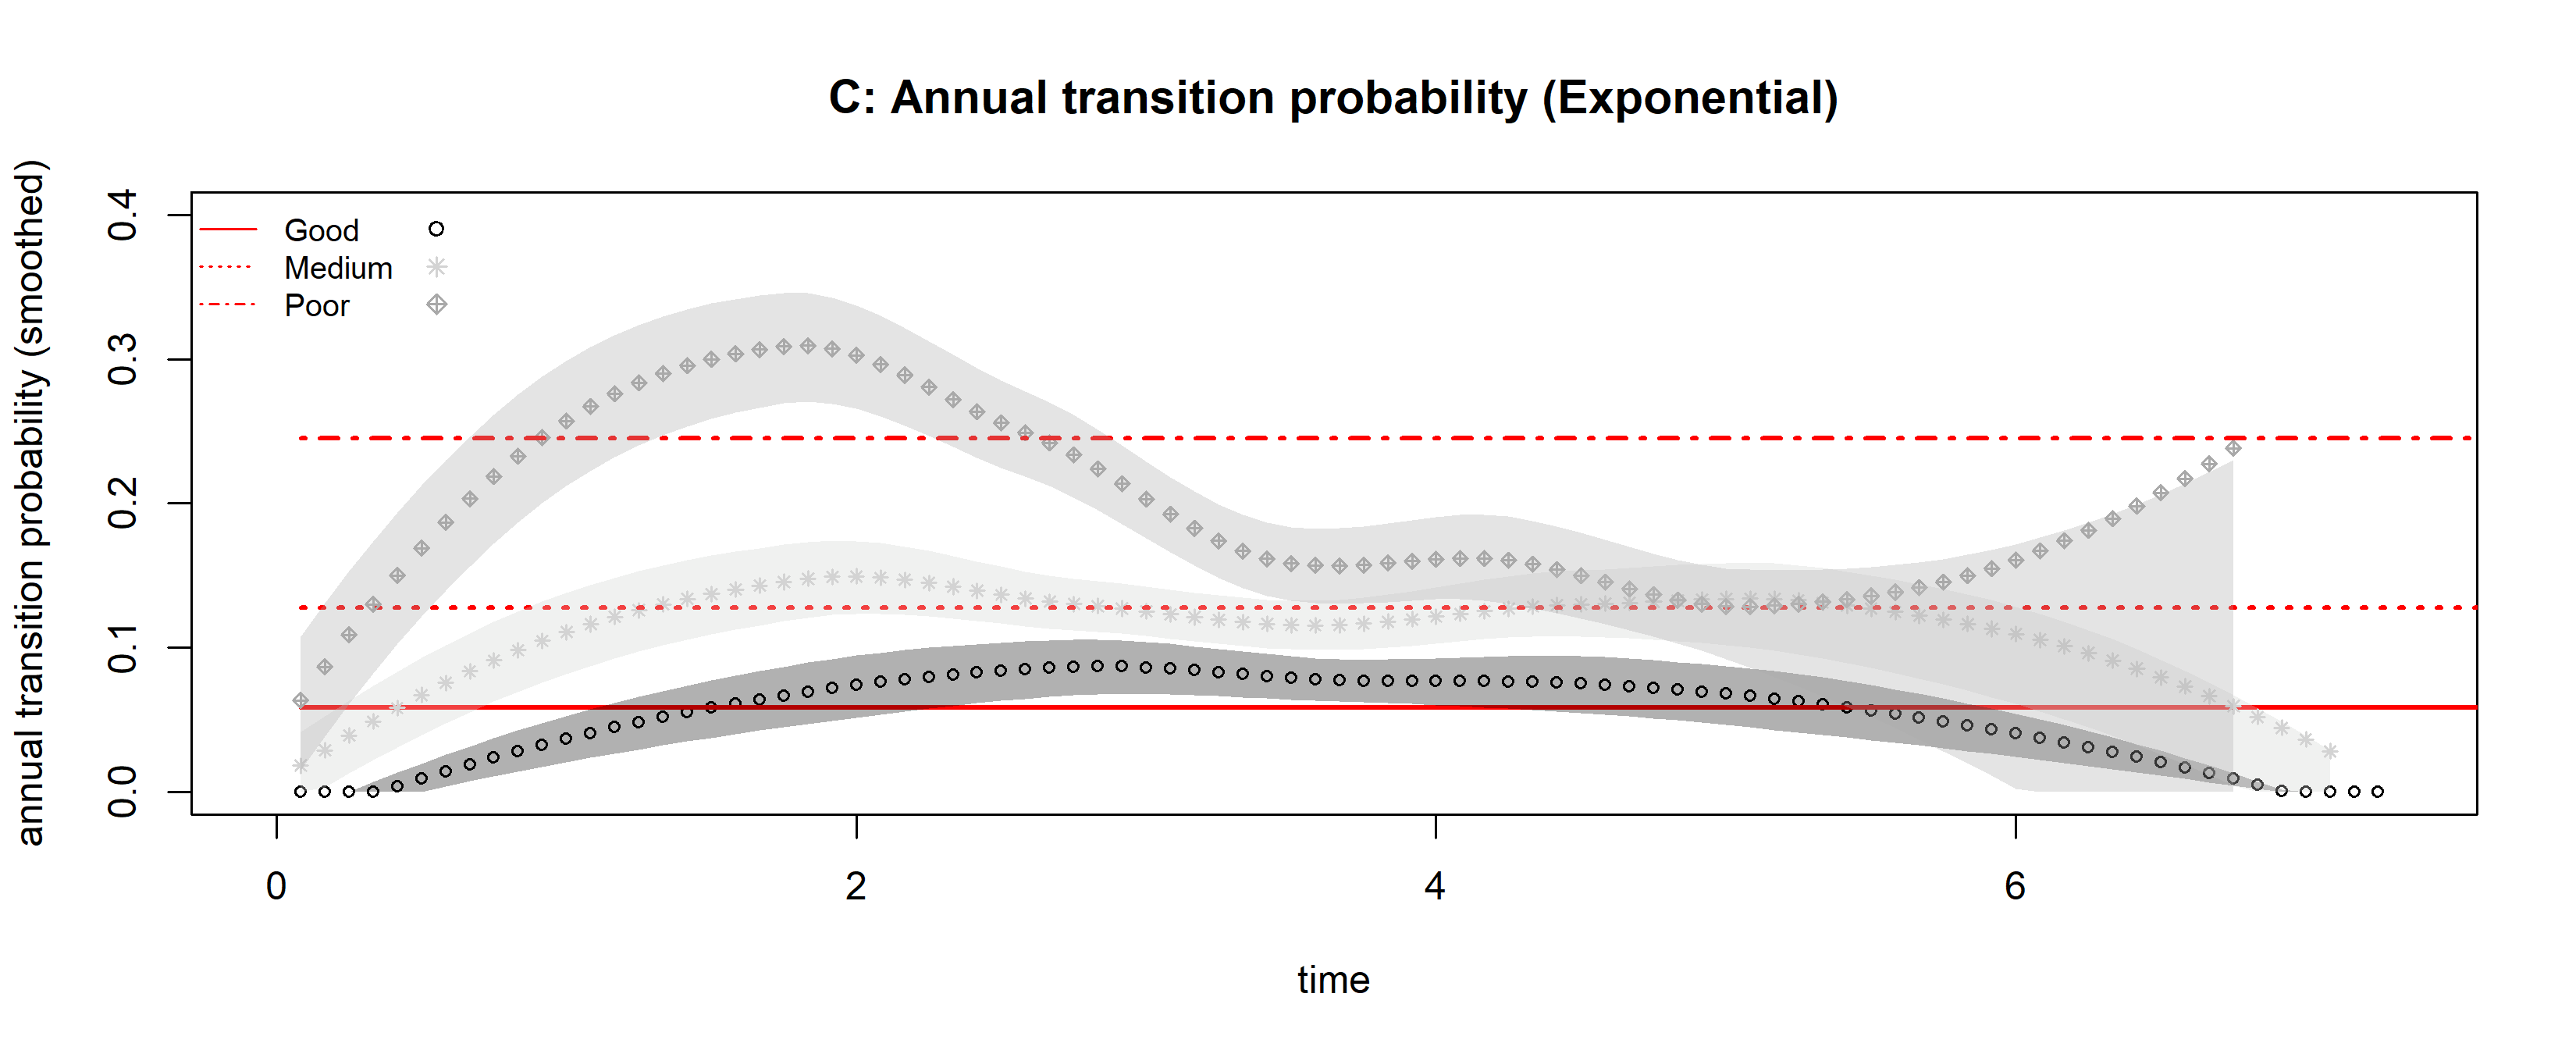 C: Annual transition probability (Exponential)
annual transition probability (smoothed)
0.4
0.3
0.2
0.1
0.0
Good
Medium
Poor
0 2 4 6
time